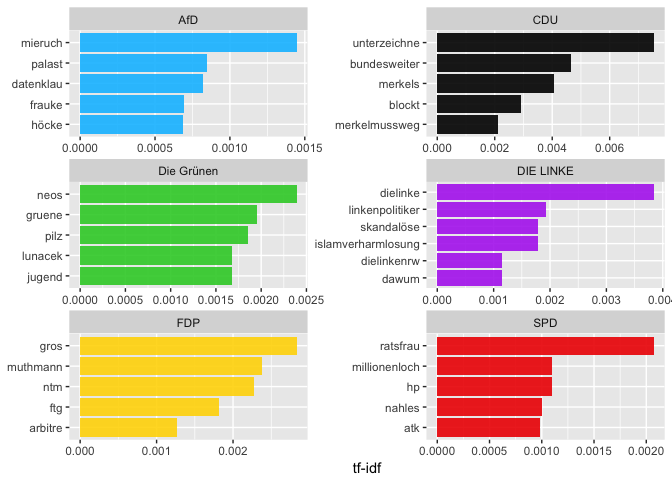 AfD
mieruch
palast
datenklau
frauke
höcke
0.0000 0.0005 0.0010 0.0015
CDU
unterzeichne
bundesweiter
merkels
blockt
merkelmussweg
0.000 0.002 0.004 0.006
Die Grünen
neos
gruene
pilz
lunacek
jugend
0.0000 0.0005 0.0010 0.0015 0.0020 0.0025
DIE LINKE
dielinke
linkenpolitiker
skandalöse
islamverharmlosung
dielinkenrw
dawum
0.000 0.001 0.002 0.003 0.004
FDP
gros
muthmann
ntm
ftg
arbitre
0.000 0.001 0.002
SPD
ratsfrau
millionenloch
hp
nahles
atk
0.0000 0.0005 0.0010 0.0015 0.0020
tf-idf